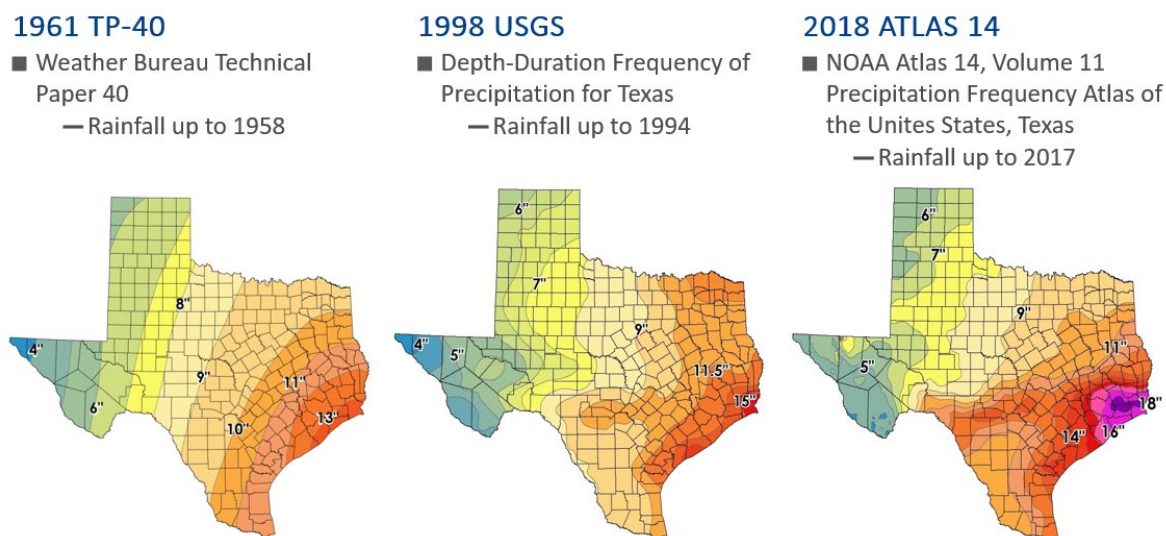 1961 TP-40
■ Weather Bureau Technical
Paper 40
— Rainfall up to 1958
4"
6"
8"
9"
10"
11"
13"
1998 USGS
■ Depth-Duration Frequency of
Precipitation for Texas
— Rainfall up to 1994
6"
7"
4"
5"
9"
11.5"
15"
2018 ATLAS 14
■ NOAA Atlas 14, Volume 11
Precipitation Frequency Atlas of
the Unites States, Texas
— Rainfall up to 2017
6"
7"
9"
5"
11"
18"
16"
14"